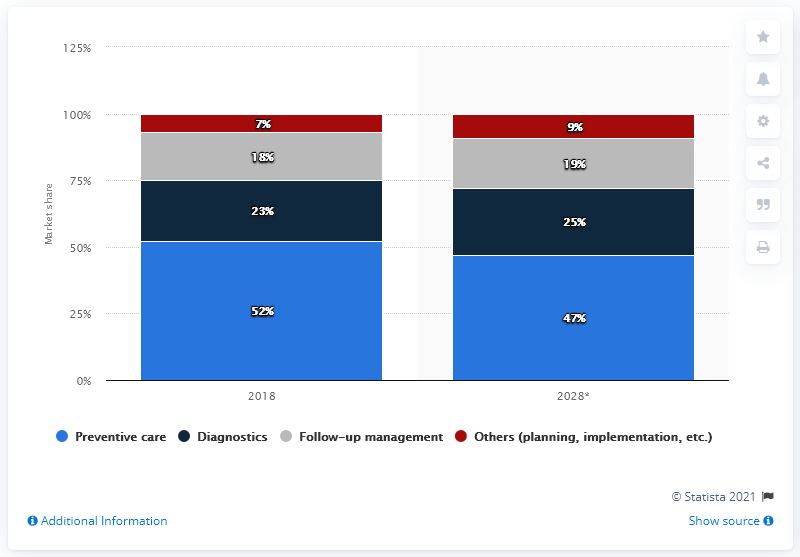 125%
100%
75%
50%
25%
0%
Market share
7%
18%
23%
52%
9%
19%
25%
47%
2018
2028*
Preventive care
Diagnostics
Follow-up management
Others (planning, implementation, etc.)
© Statista 2021
Additional Information
Show source